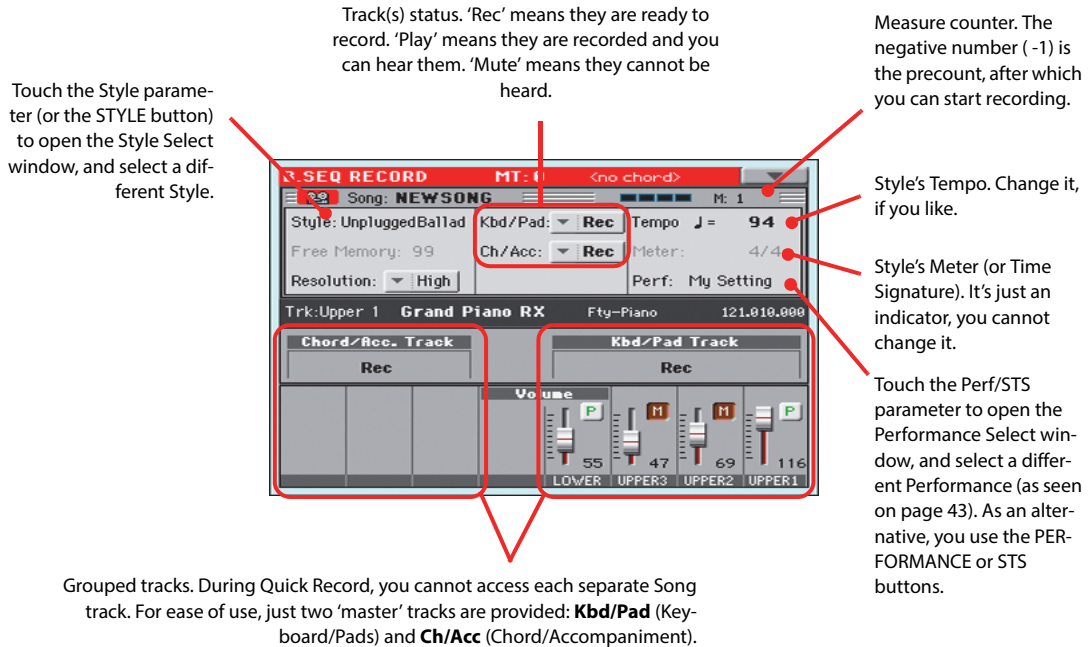 Track(s) status. ‘Rec’ means they are ready to
record. ‘Play’ means they are recorded and you
can hear them. ‘Mute’ means they cannot be
heard.
Measure counter. The
negative number ( -1) is
the precount, after which
you can start recording.
Touch the Style parame-
ter (or the STYLE button)
to open the Style Select
window, and select a dif-
ferent Style.
SEQ RECORD MT: <no chord>
Song: NEWSONG M: 1
Style: UnpluggedBallad Kbd/Pad: Rec Tempo ♩= 94
Free Memory: 99 Ch/Acc: Rec Meter: 4/4
Resolution: High Perf: My Setting
Trk:Upper 1 Grand Piano RX Fty-Piano 121.010.000
Chord/Acc. Track Kbd/Pad Track
Rec Rec
Volume
P M M P
55 47 69 116
LOWER UPPER3 UPPER2 UPPER1
Style's Tempo. Change it,
if you like.
Style's Meter (or Time
Signature). It's just an
indicator, you cannot
change it.
Touch the Perf/STS
parameter to open the
Performance Select win-
dow, and select a differ-
ent Performance (as seen
on page 43). As an alter-
native, you use the PER-
FORMANCE or STS
buttons.
Grouped tracks. During Quick Record, you cannot access each separate Song
track. For ease of use, just two ‘master’ tracks are provided: Kbd/Pad (Key-
board/Pads) and Ch/Acc (Chord/Accompaniment).